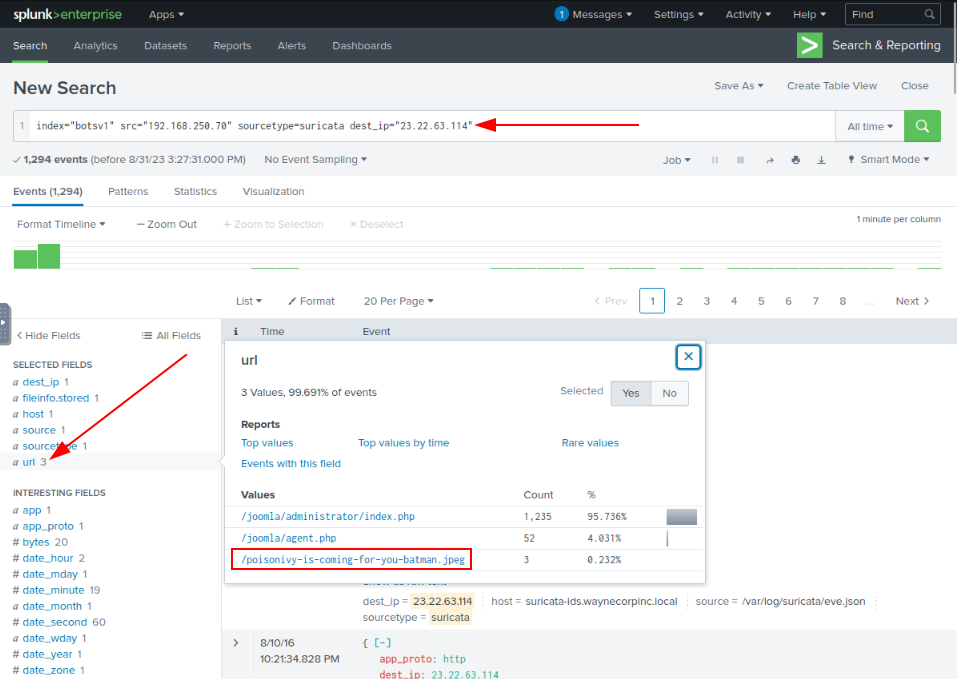 splunk>enterprise Apps 1 Messages Settings Activity Help Find
Search Analytics Datasets Reports Alerts Dashboards Search & Reporting
New Search Save As Create Table View Close
1 index="botsv1" src="192.168.250.70" sourcetype=suricata dest_ip="23.22.63.114" All time
1,294 events (before 8/31/23 3:27:31.000 PM) No Event Sampling Job Smart Mode
Events (1,294) Patterns Statistics Visualization
Format Timeline — Zoom Out + Zoom to Selection × Deselect 1 minute per column
List Format 20 Per Page < Prev 1 2 3 4 5 6 7 8 ... Next >
< Hide Fields All Fields i Time Event
SELECTED FIELDS
a dest_ip 1
a fileinfo.stored 1
a host 1
a source 1
a sourcetype 1
a url 3
INTERESTING FIELDS
a app 1
a app_proto 1
# bytes 20
# date_hour 2
# date_mday 1
# date_minute 19
a date_month 1
# date_second 60
a date_wday 1
# date_year 1
# date_zone 1
url
3 Values, 99.691% of events Selected Yes No
Reports
Top values Top values by time Rare values
Events with this field
Values Count %
/joomla/administrator/index.php 1,235 95.736%
/joomla/agent.php 52 4.031%
/poisonivy-is-coming-for-you-batman.jpeg 3 0.232%
dest_ip = 23.22.63.114 host = suricata-ids.waynecorpinc.local source = /var/log/suricata/eve.json
sourcetype = suricata
> 8/10/16 { [-]
10:21:34.828 PM app_proto: http
dest_ip: 23.22.63.114